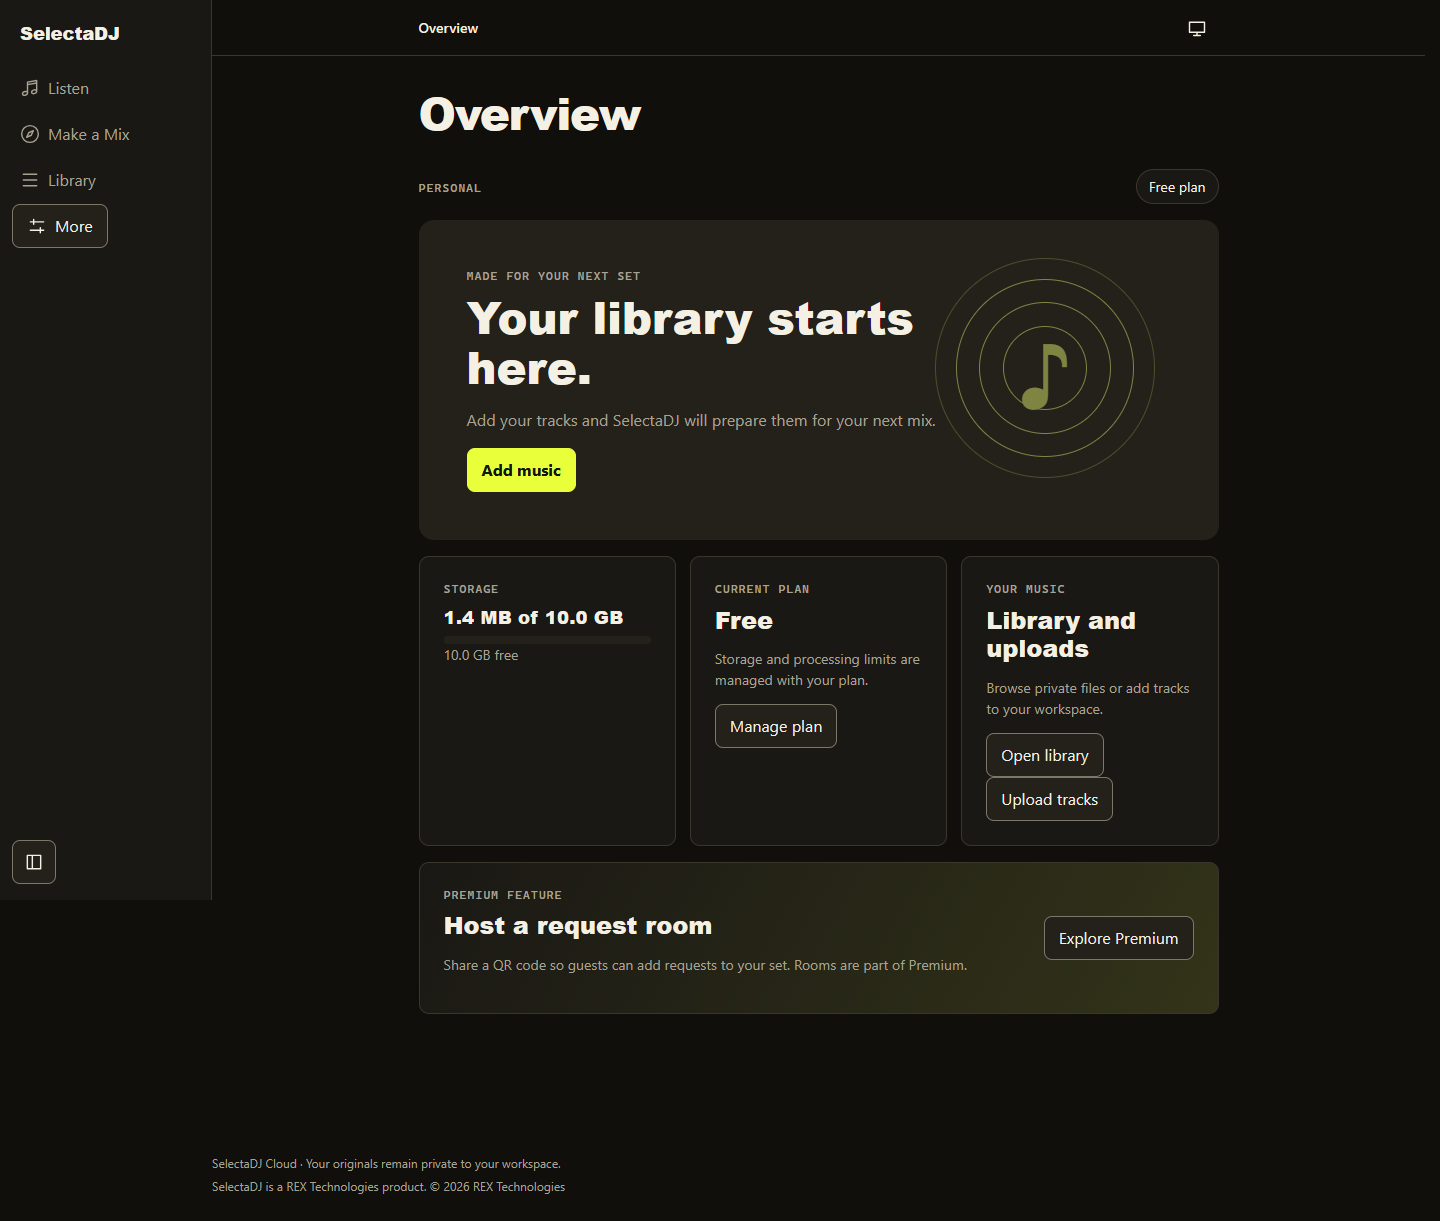 SelectaDJ
Listen
Make a Mix
Library
More
Overview
Overview
PERSONAL
Free plan
MADE FOR YOUR NEXT SET
Your library starts
here.
Add your tracks and SelectaDJ will prepare them for your next mix.
Add music
STORAGE
1.4 MB of 10.0 GB
10.0 GB free
CURRENT PLAN
Free
Storage and processing limits are
managed with your plan.
Manage plan
YOUR MUSIC
Library and
uploads
Browse private files or add tracks
to your workspace.
Open library
Upload tracks
PREMIUM FEATURE
Host a request room
Share a QR code so guests can add requests to your set. Rooms are part of Premium.
Explore Premium
SelectaDJ Cloud · Your originals remain private to your workspace.
SelectaDJ is a REX Technologies product. © 2026 REX Technologies